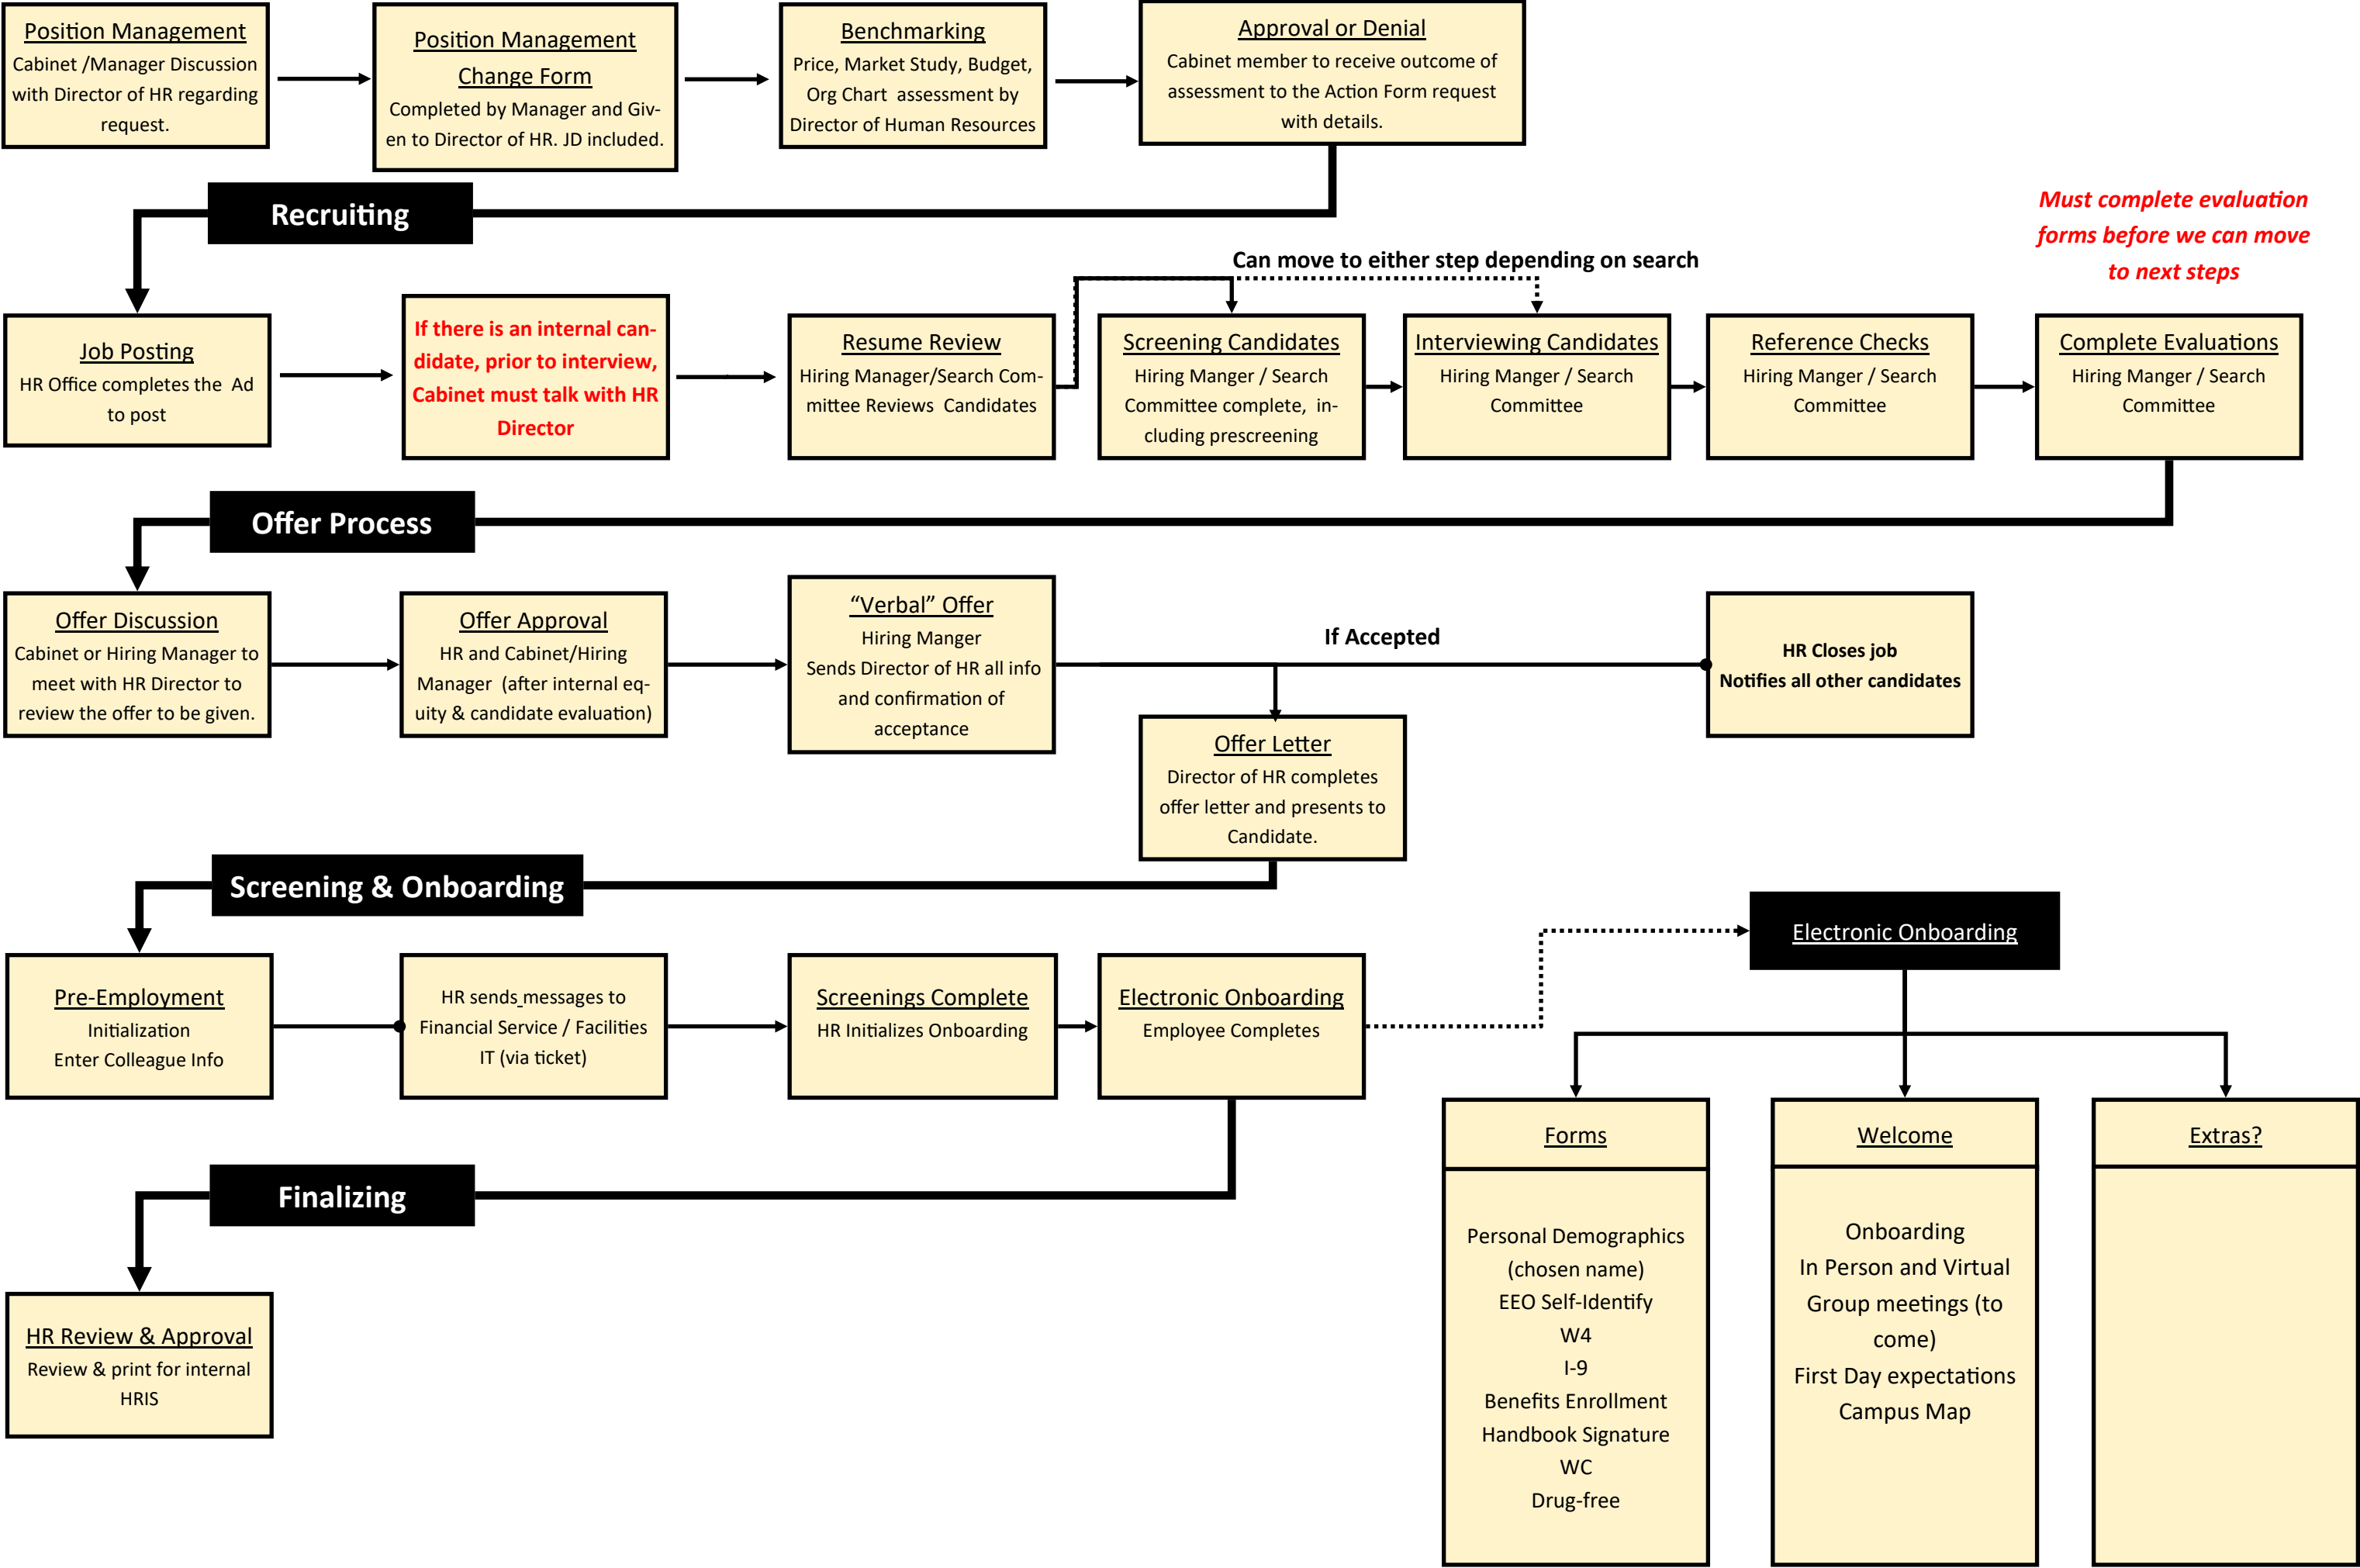 Position Management
Cabinet /Manager Discussion
with Director of HR regarding
request.
Position Management
Change Form
Completed by Manager and Giv-
en to Director of HR. JD included.
Benchmarking
Price, Market Study, Budget,
Org Chart assessment by
Director of Human Resources
Approval or Denial
Cabinet member to receive outcome of
assessment to the Action Form request
with details.
Recruiting
Must complete evaluation
forms before we can move
to next steps
Can move to either step depending on search
Job Posting
HR Office completes the Ad
to post
If there is an internal can-
didate, prior to interview,
Cabinet must talk with HR
Director
Resume Review
Hiring Manager/Search Com-
mittee Reviews Candidates
Screening Candidates
Hiring Manger / Search
Committee complete, in-
cluding prescreening
Interviewing Candidates
Hiring Manger / Search
Committee
Reference Checks
Hiring Manger / Search
Committee
Complete Evaluations
Hiring Manger / Search
Committee
Offer Process
Offer Discussion
Cabinet or Hiring Manager to
meet with HR Director to
review the offer to be given.
Offer Approval
HR and Cabinet/Hiring
Manager (after internal eq-
uity & candidate evaluation)
“Verbal” Offer
Hiring Manger
Sends Director of HR all info
and confirmation of
acceptance
If Accepted
HR Closes job
Notifies all other candidates
Offer Letter
Director of HR completes
offer letter and presents to
Candidate.
Screening & Onboarding
Pre-Employment
Initialization
Enter Colleague Info
HR sends messages to
Financial Service / Facilities
IT (via ticket)
Screenings Complete
HR Initializes Onboarding
Electronic Onboarding
Employee Completes
Electronic Onboarding
Forms
Personal Demographics
(chosen name)
EEO Self-Identify
W4
I-9
Benefits Enrollment
Handbook Signature
WC
Drug-free
Welcome
Onboarding
In Person and Virtual
Group meetings (to
come)
First Day expectations
Campus Map
Extras?
Finalizing
HR Review & Approval
Review & print for internal
HRIS